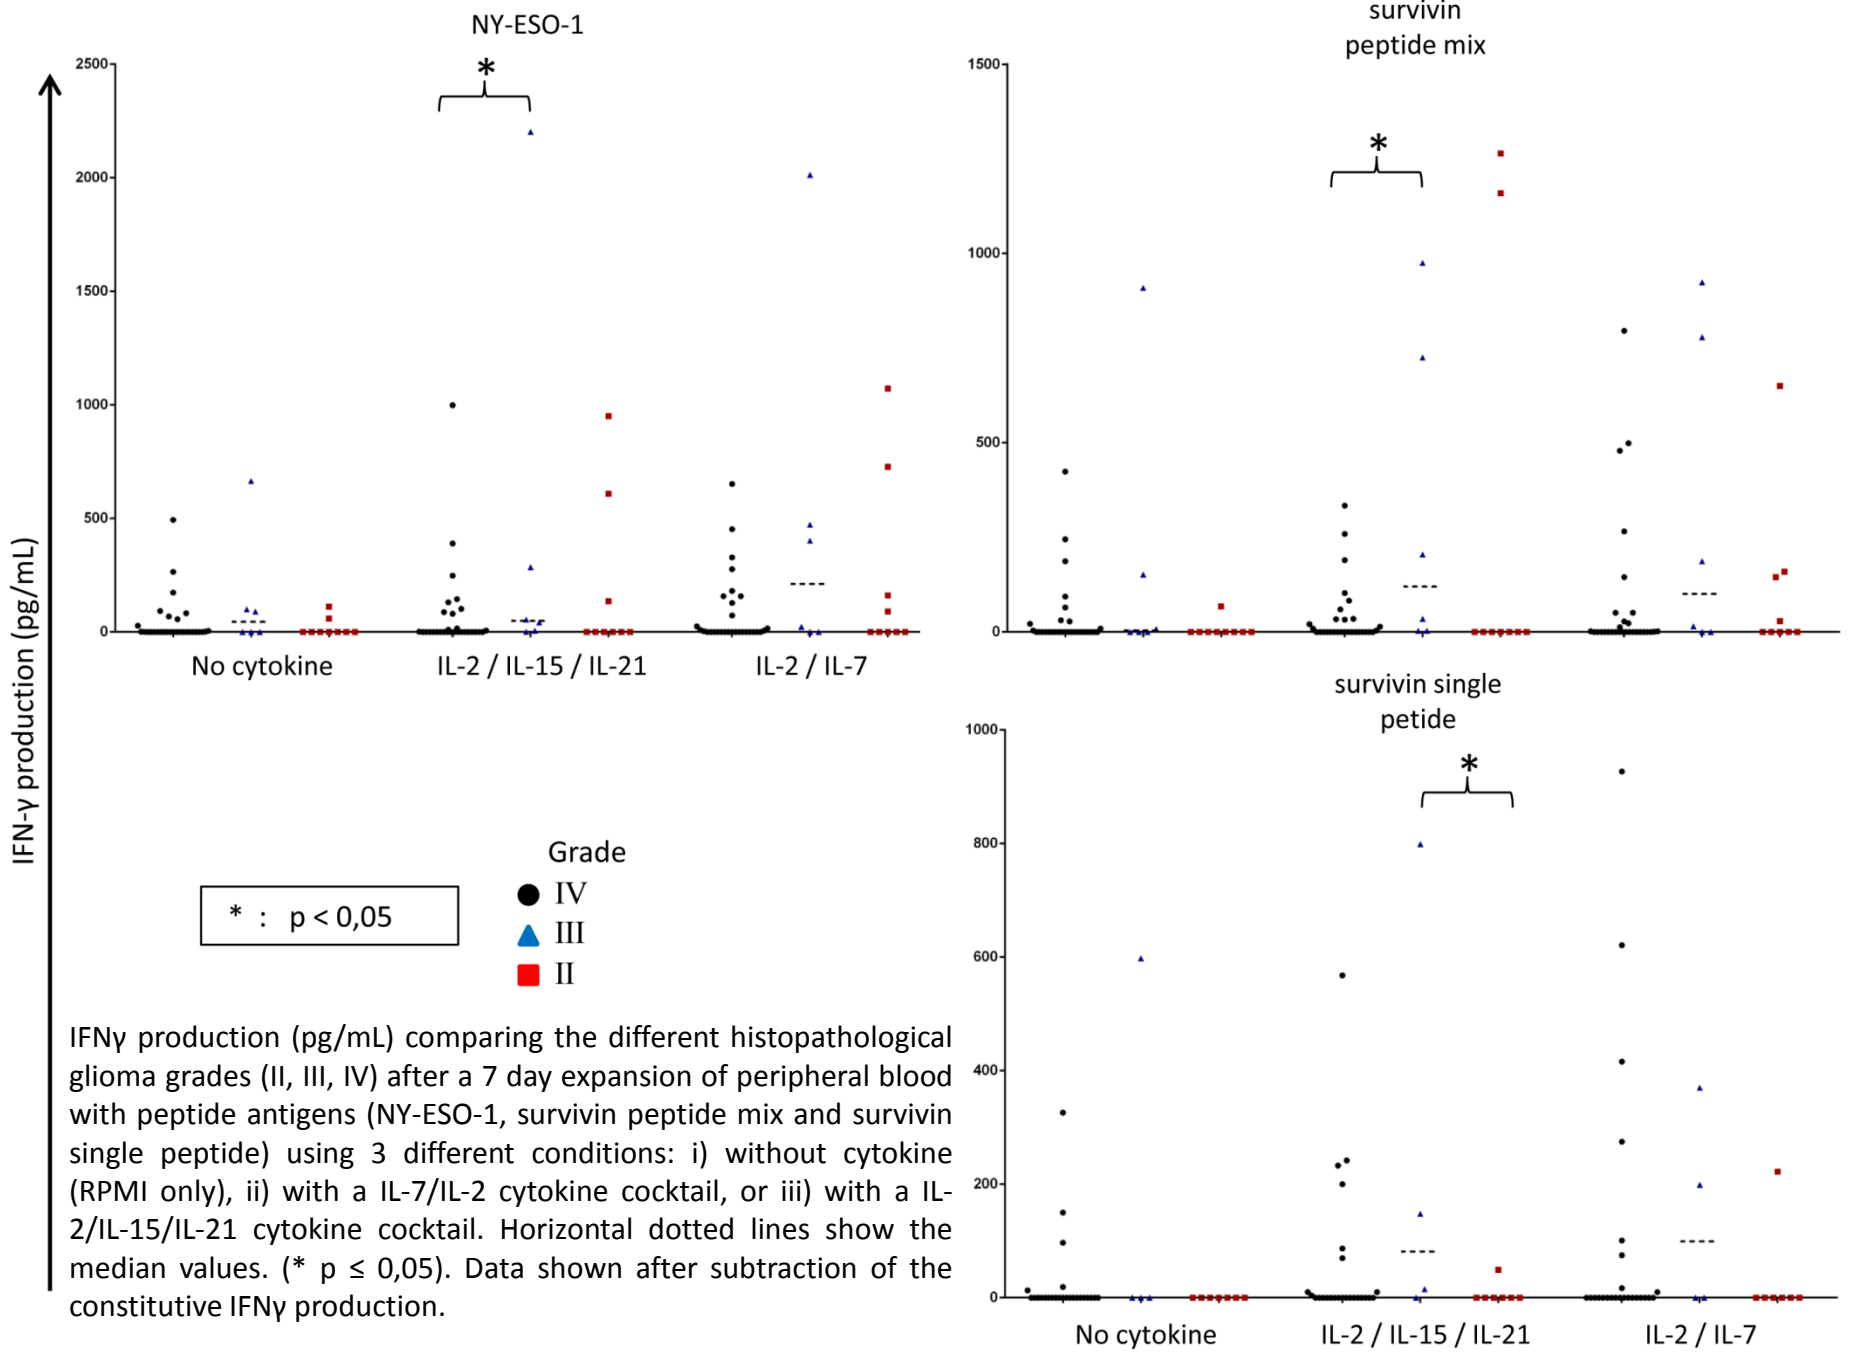 NY-ESO-1
IFN-γ production (pg/mL)
2500
2000
1500
1000
500
0
*
No cytokine
IL-2 / IL-15 / IL-21
IL-2 / IL-7
survivin
peptide mix
1500
1000
500
0
*
survivin single
petide
1000
800
600
400
200
0
*
No cytokine
IL-2 / IL-15 / IL-21
IL-2 / IL-7
* : p < 0,05
Grade
IV
III
II
IFNγ production (pg/mL) comparing the different histopathological
glioma grades (II, III, IV) after a 7 day expansion of peripheral blood
with peptide antigens (NY-ESO-1, survivin peptide mix and survivin
single peptide) using 3 different conditions: i) without cytokine
(RPMI only), ii) with a IL-7/IL-2 cytokine cocktail, or iii) with a IL-
2/IL-15/IL-21 cytokine cocktail. Horizontal dotted lines show the
median values. (* p ≤ 0,05). Data shown after subtraction of the
constitutive IFNγ production.